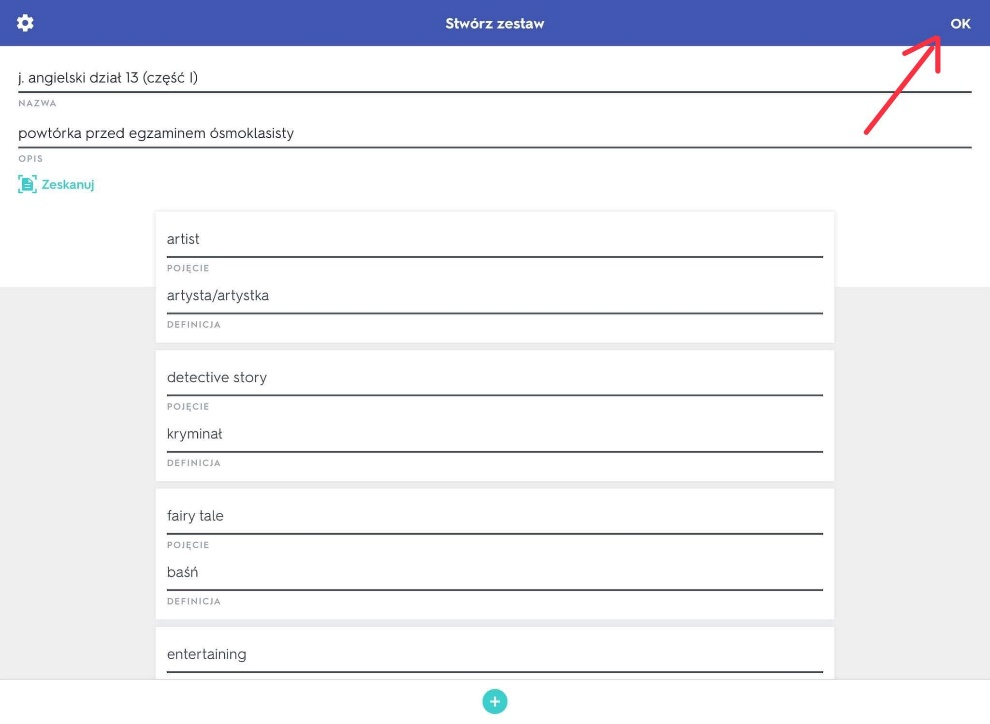 Stwórz zestaw
OK
j. angielski dział 13 (część I)
NAZWA
powtórka przed egzaminem ósmoklasisty
OPIS
Zeskanuj
artist
POJĘCIE
artysta/artystka
DEFINICJA
detective story
POJĘCIE
kryminał
DEFINICJA
fairy tale
POJĘCIE
baśń
DEFINICJA
entertaining